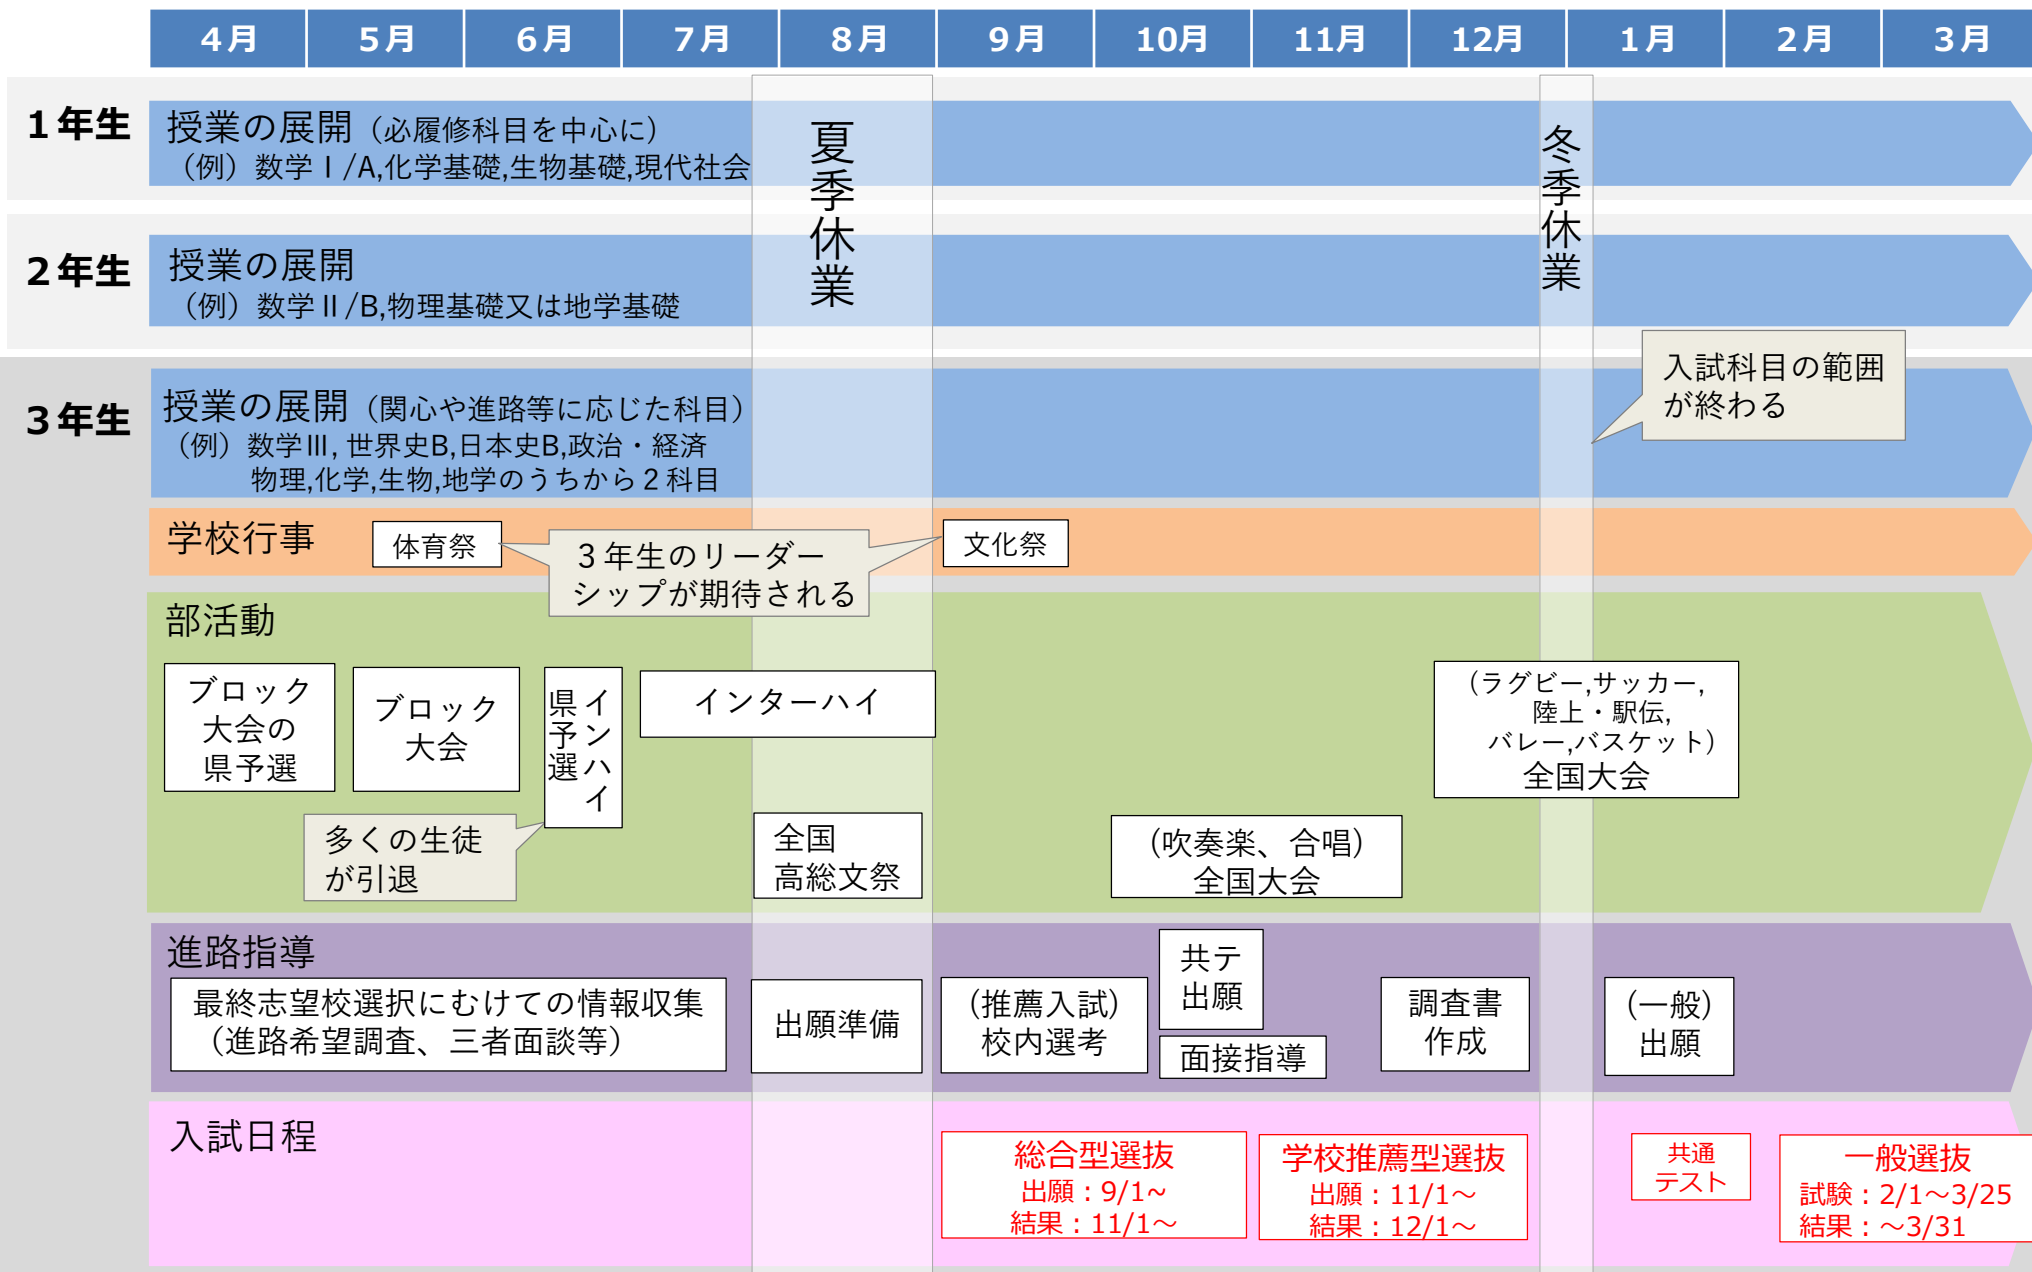 4月 5月 6月 7月 8月 9月 10月 11月 12月 1月 2月 3月
1年生
授業の展開（必履修科目を中心に）
（例）数学Ⅰ/A,化学基礎,生物基礎,現代社会
夏季休業
冬季休業
2年生
授業の展開
（例）数学Ⅱ/B,物理基礎又は地学基礎
3年生
授業の展開（関心や進路等に応じた科目）
（例）数学Ⅲ, 世界史B,日本史B,政治・経済
物理,化学,生物,地学のうちから２科目
入試科目の範囲
が終わる
学校行事
体育祭
３年生のリーダー
シップが期待される
文化祭
部活動
ブロック
大会の
県予選
ブロック
大会
インハイ
県予選
インターハイ
（ラグビー,サッカー,
陸上・駅伝,
バレー,バスケット）
全国大会
多くの生徒
が引退
全国
高総文祭
（吹奏楽、合唱）
全国大会
進路指導
最終志望校選択にむけての情報収集
（進路希望調査、三者面談等）
出願準備
（推薦入試）
校内選考
共テ
出願
面接指導
調査書
作成
（一般）
出願
入試日程
総合型選抜
出願：9/1~
結果：11/1～
学校推薦型選抜
出願：11/1～
結果：12/1～
共通
テスト
一般選抜
試験：2/1～3/25
結果：～3/31